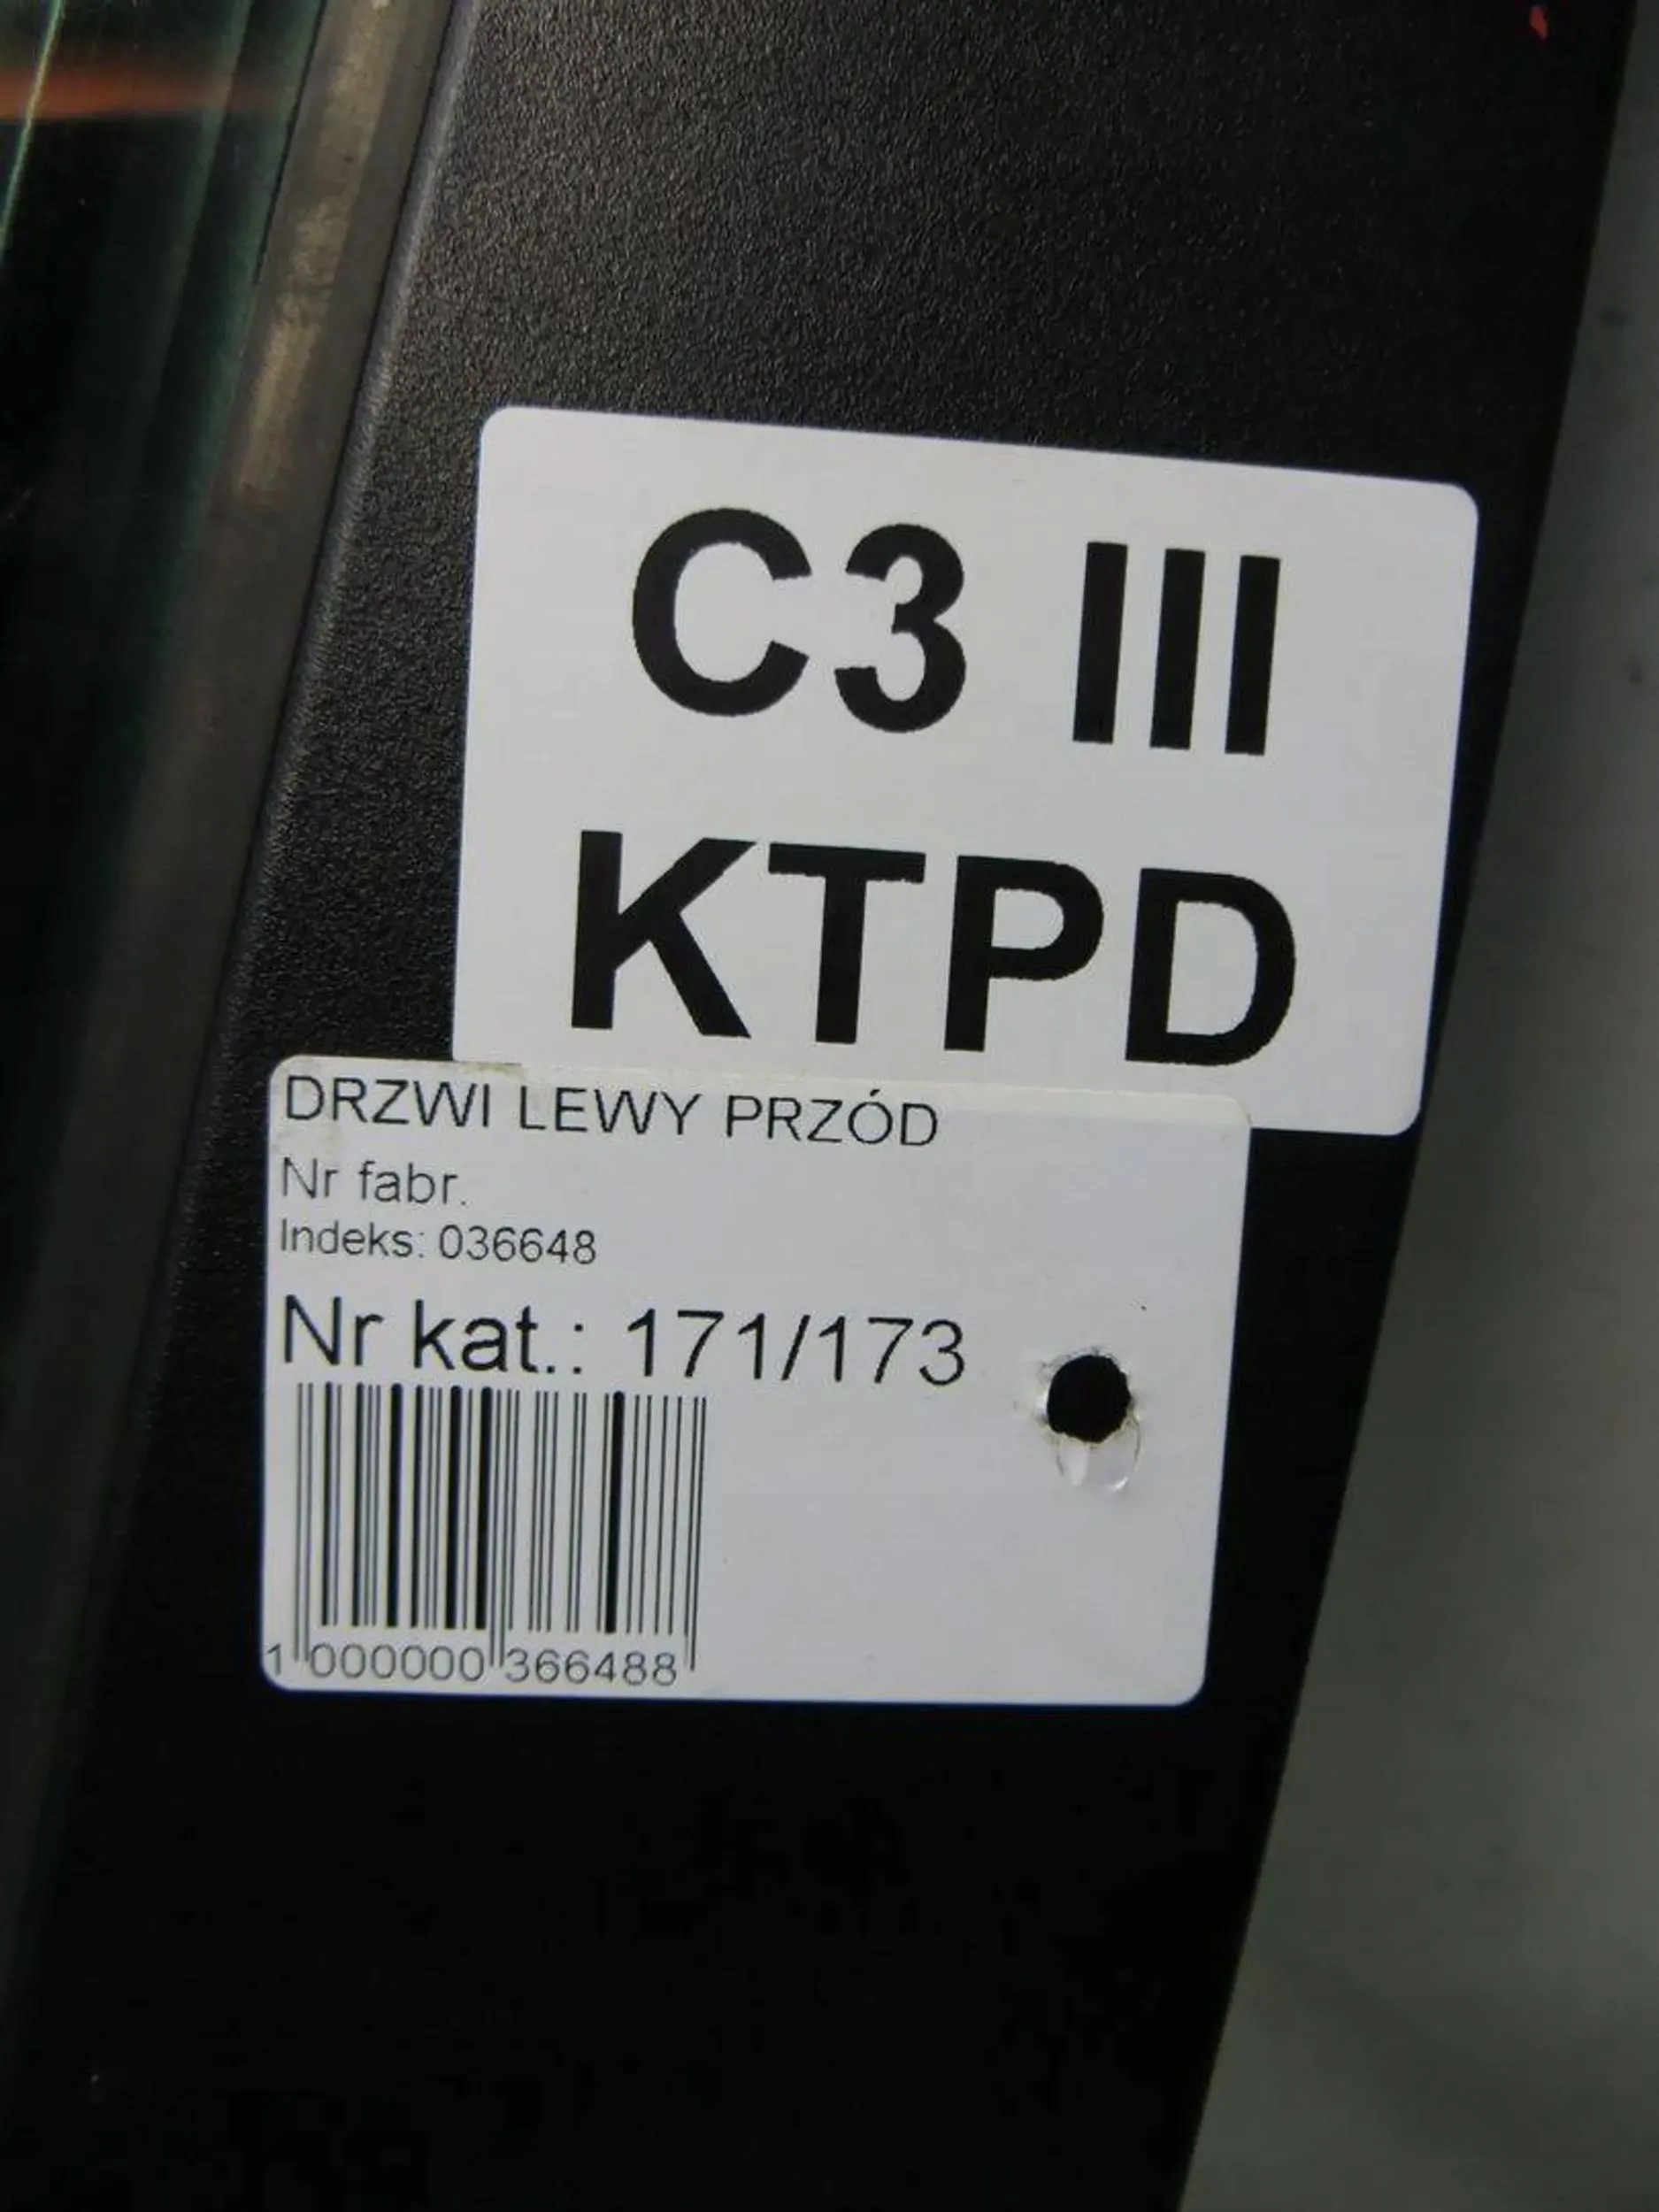 C3 III
KTPD
DRZWI LEWY PRZÓD
Nr fabr.
Indeks: 036648
Nr kat.: 171/173
1 000000 366488